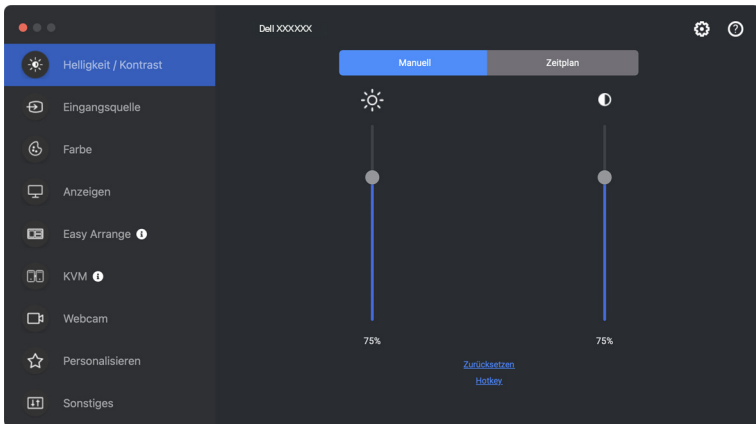 Dell XXXXXX
Helligkeit / Kontrast
Eingangsquelle
Farbe
Anzeigen
Easy Arrange
KVM
Webcam
Personalisieren
Sonstiges
Manuell
Zeitplan
75%
75%
Zurücksetzen
Hotkey